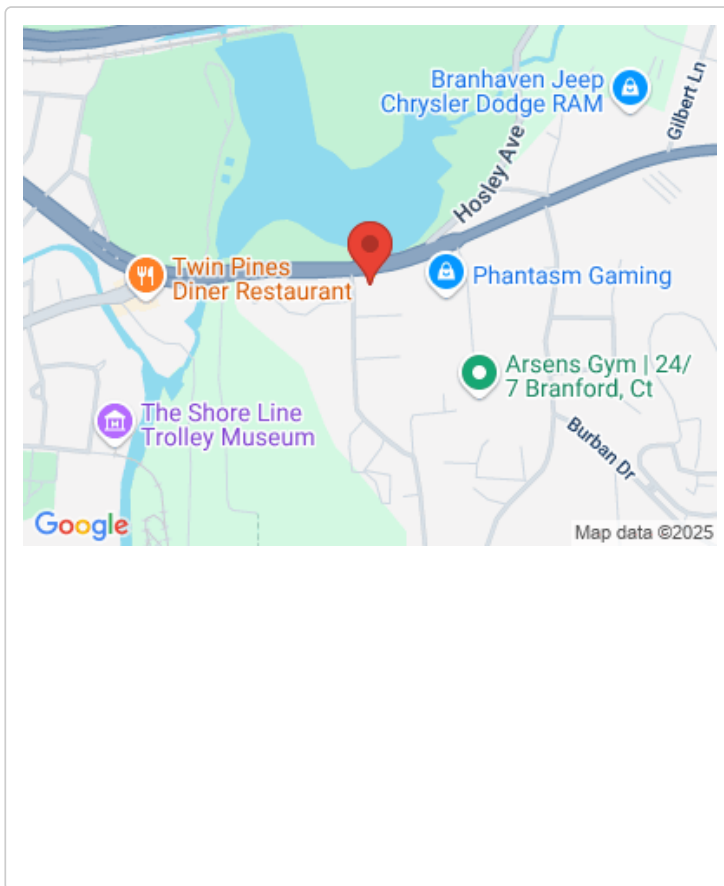 Branhaven Jeep
Chrysler Dodge RAM
Gilbert Ln
Hosley Ave
Twin Pines
Diner Restaurant
Phantasm Gaming
Arsens Gym | 24/
7 Branford, Ct
The Shore Line
Trolley Museum
Burban Dr
Google
Map data ©2025